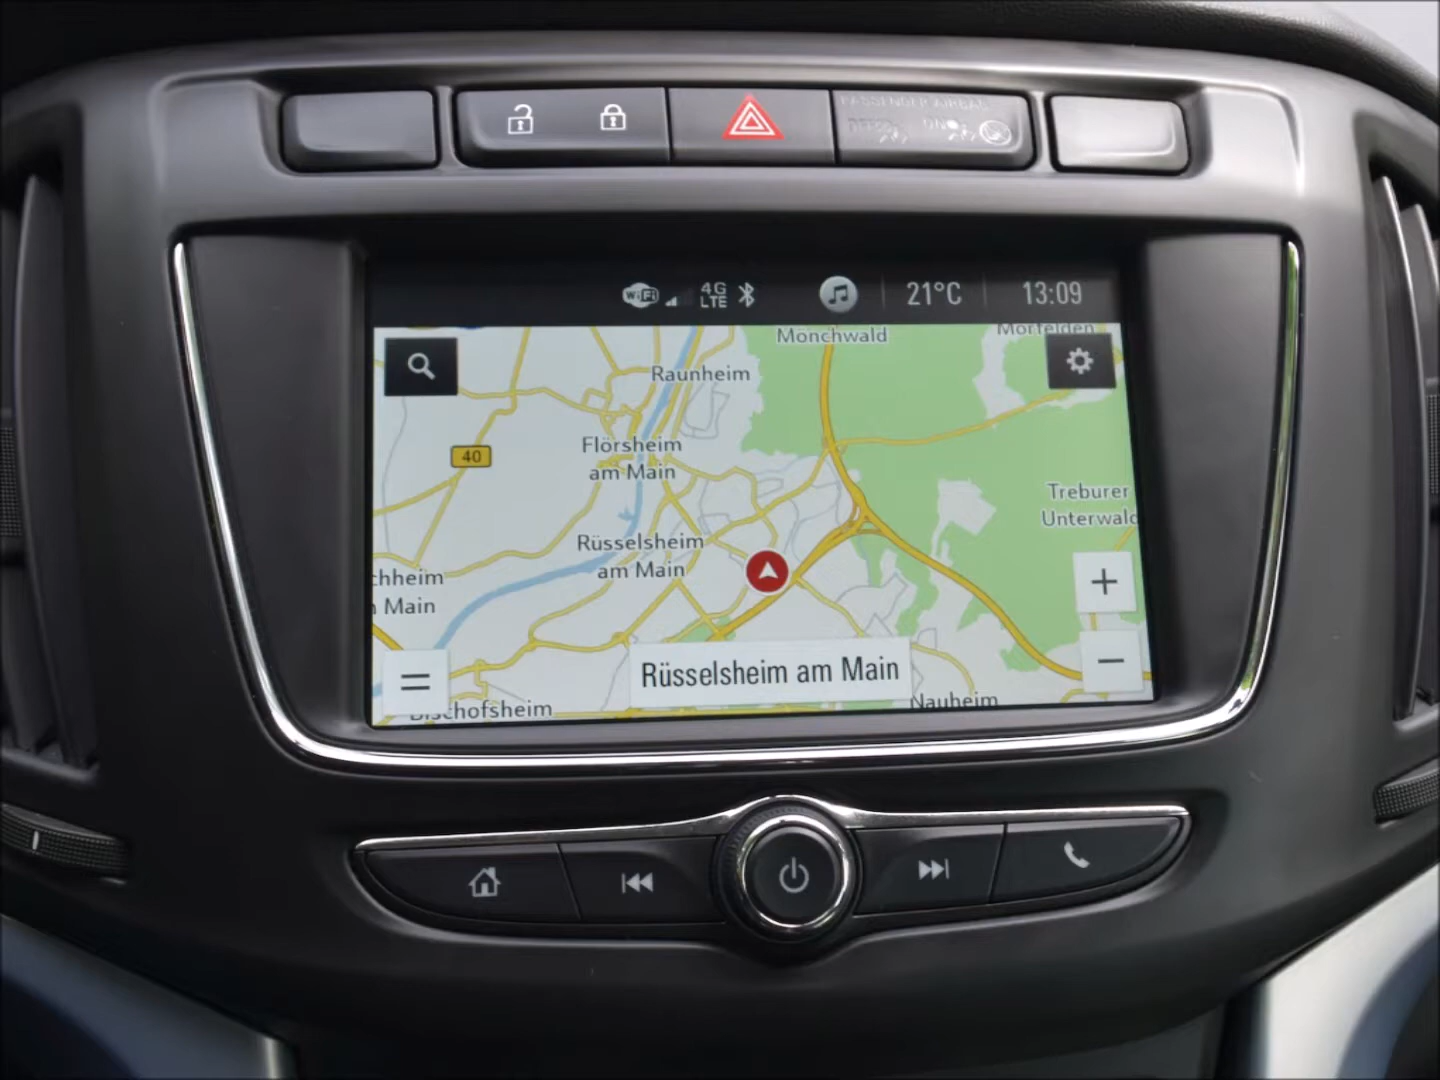 PASSENGER AIRBAG
OFF
ON
WiFi
4G
LTE
21°C
13:09
Mönchwald
Mörfelden
Raunheim
Flörsheim
am Main
40
Treburer
Unterwald
Rüsselsheim
am Main
chheim
Main
Rüsselsheim am Main
Bischofsheim
Nauheim